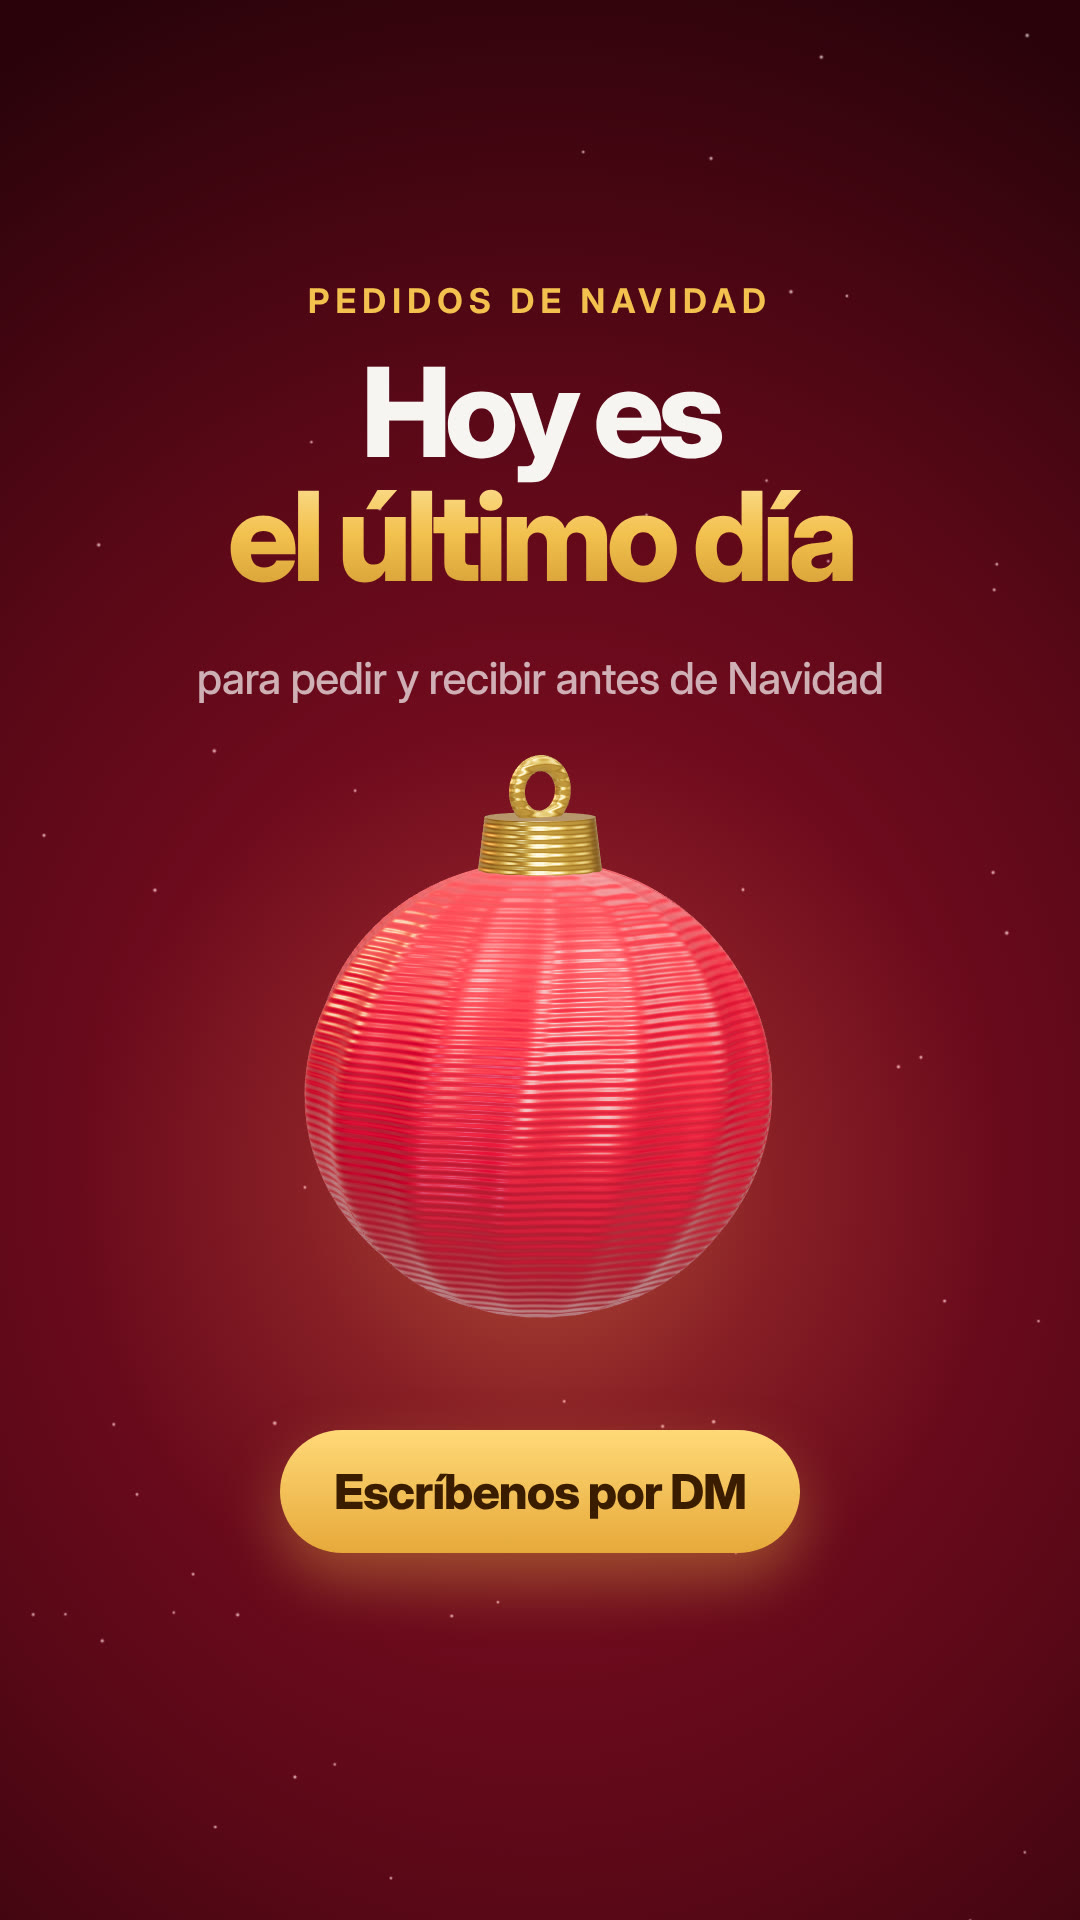 PEDIDOS DE NAVIDAD
Hoy es
el último día
para pedir y recibir antes de Navidad
Escríbenos por DM